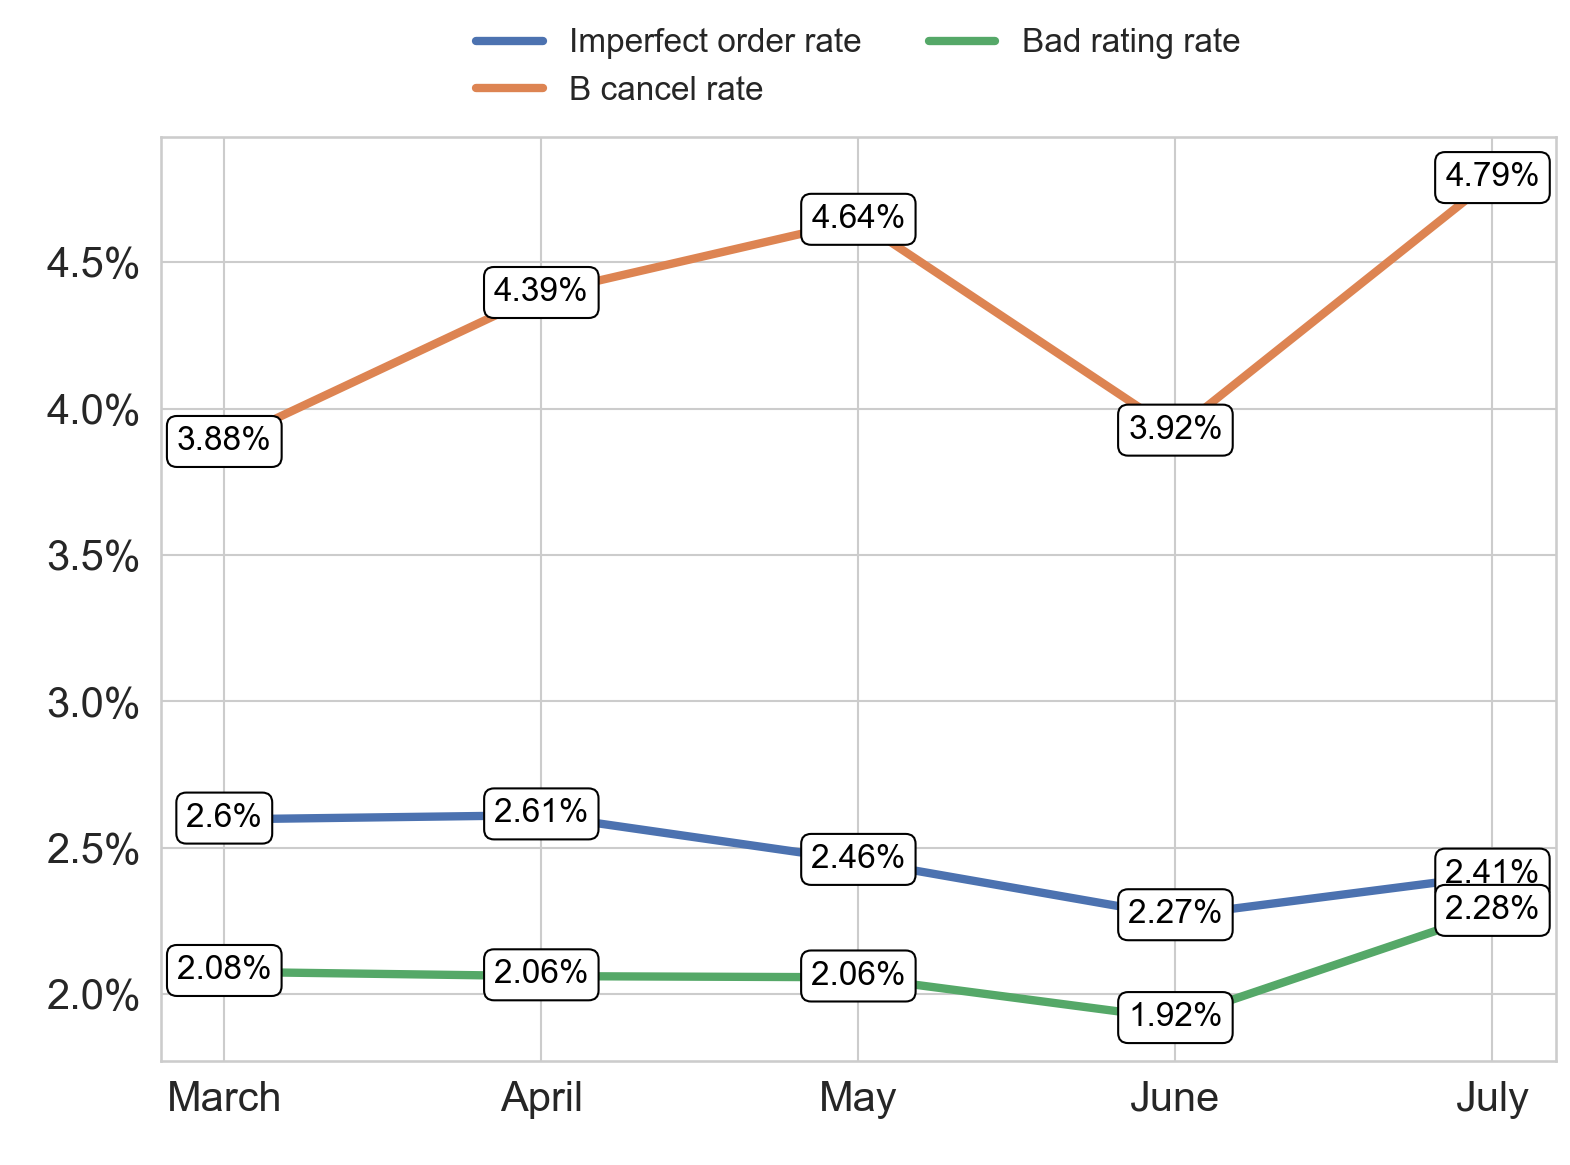 Imperfect order rate
Bad rating rate
B cancel rate
4.79%
4.64%
4.5%
4.39%
4.0%
3.88%
3.92%
3.5%
3.0%
2.6%
2.61%
2.5%
2.46%
2.41%
2.27%
2.28%
2.08%
2.06%
2.06%
2.0%
1.92%
March
April
May
June
July